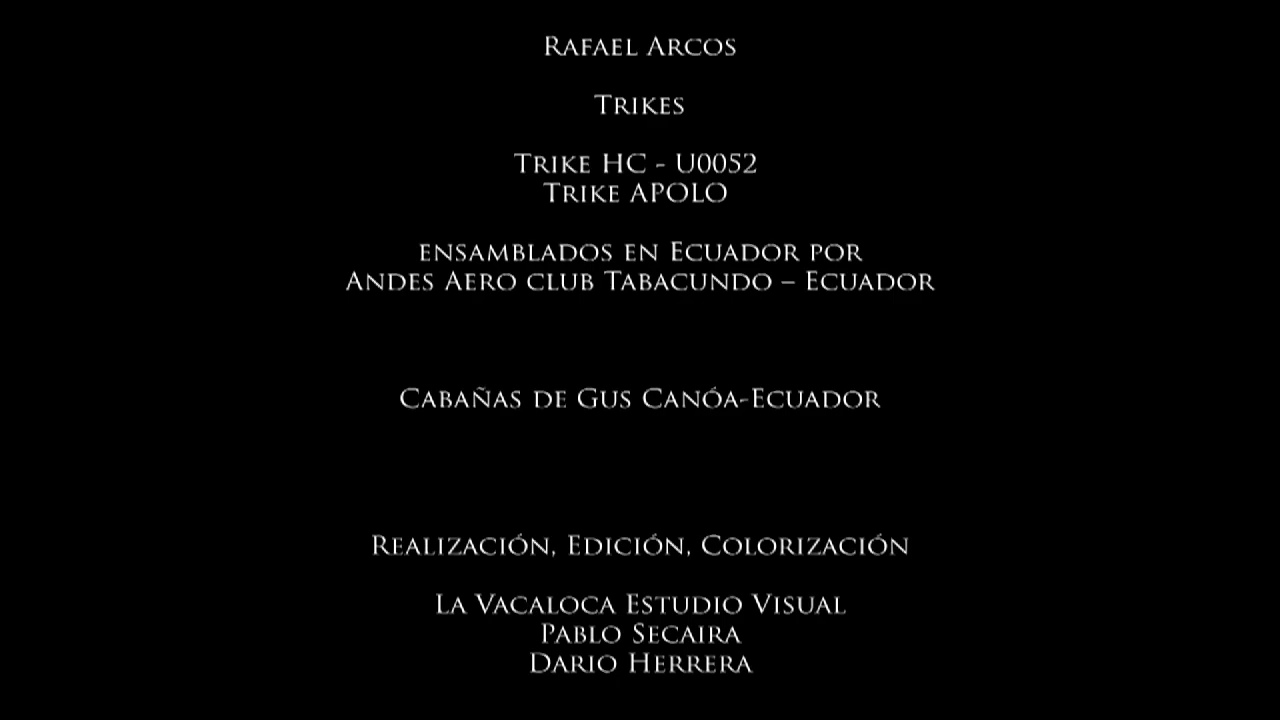 Rafael Arcos
Trikes
Trike HC - U0052
Trike APOLO
ensamblados en Ecuador por
Andes Aero club Tabacundo – Ecuador
Cabañas de Gus Canóa-Ecuador
Realización, Edición, Colorización
La Vacaloca Estudio Visual
Pablo Secaira
Dario Herrera